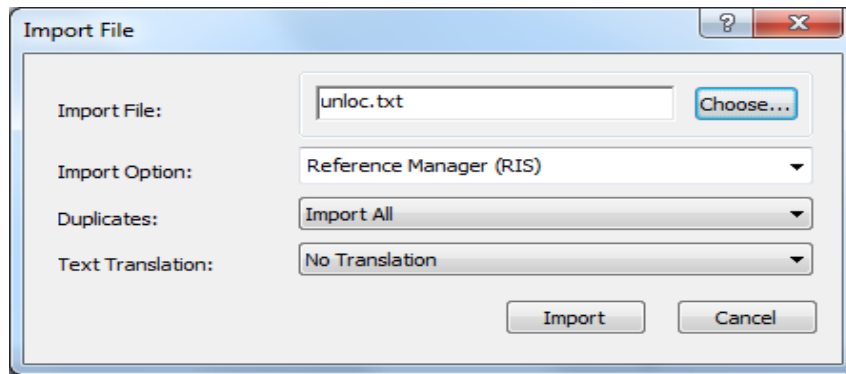 Import File
Import File: unloc.txt Choose...
Import Option: Reference Manager (RIS)
Duplicates: Import All
Text Translation: No Translation
Import Cancel